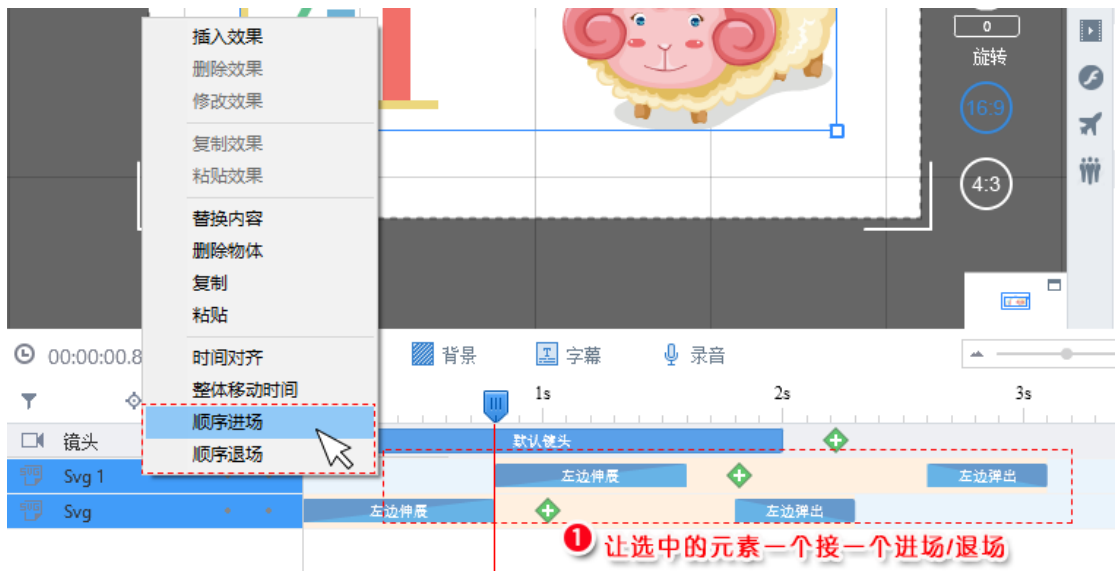 插入效果
删除效果
修改效果
复制效果
粘贴效果
替换内容
删除物体
复制
粘贴
时间对齐
整体移动时间
顺序进场
顺序退场
0
旋转
16:9
4:3
00:00:00.8
背景
字幕
录音
1s
2s
3s
镜头
默认镜头
Svg 1
左边伸展
左边弹出
Svg
左边伸展
左边弹出
1 让选中的元素一个接一个进场/退场